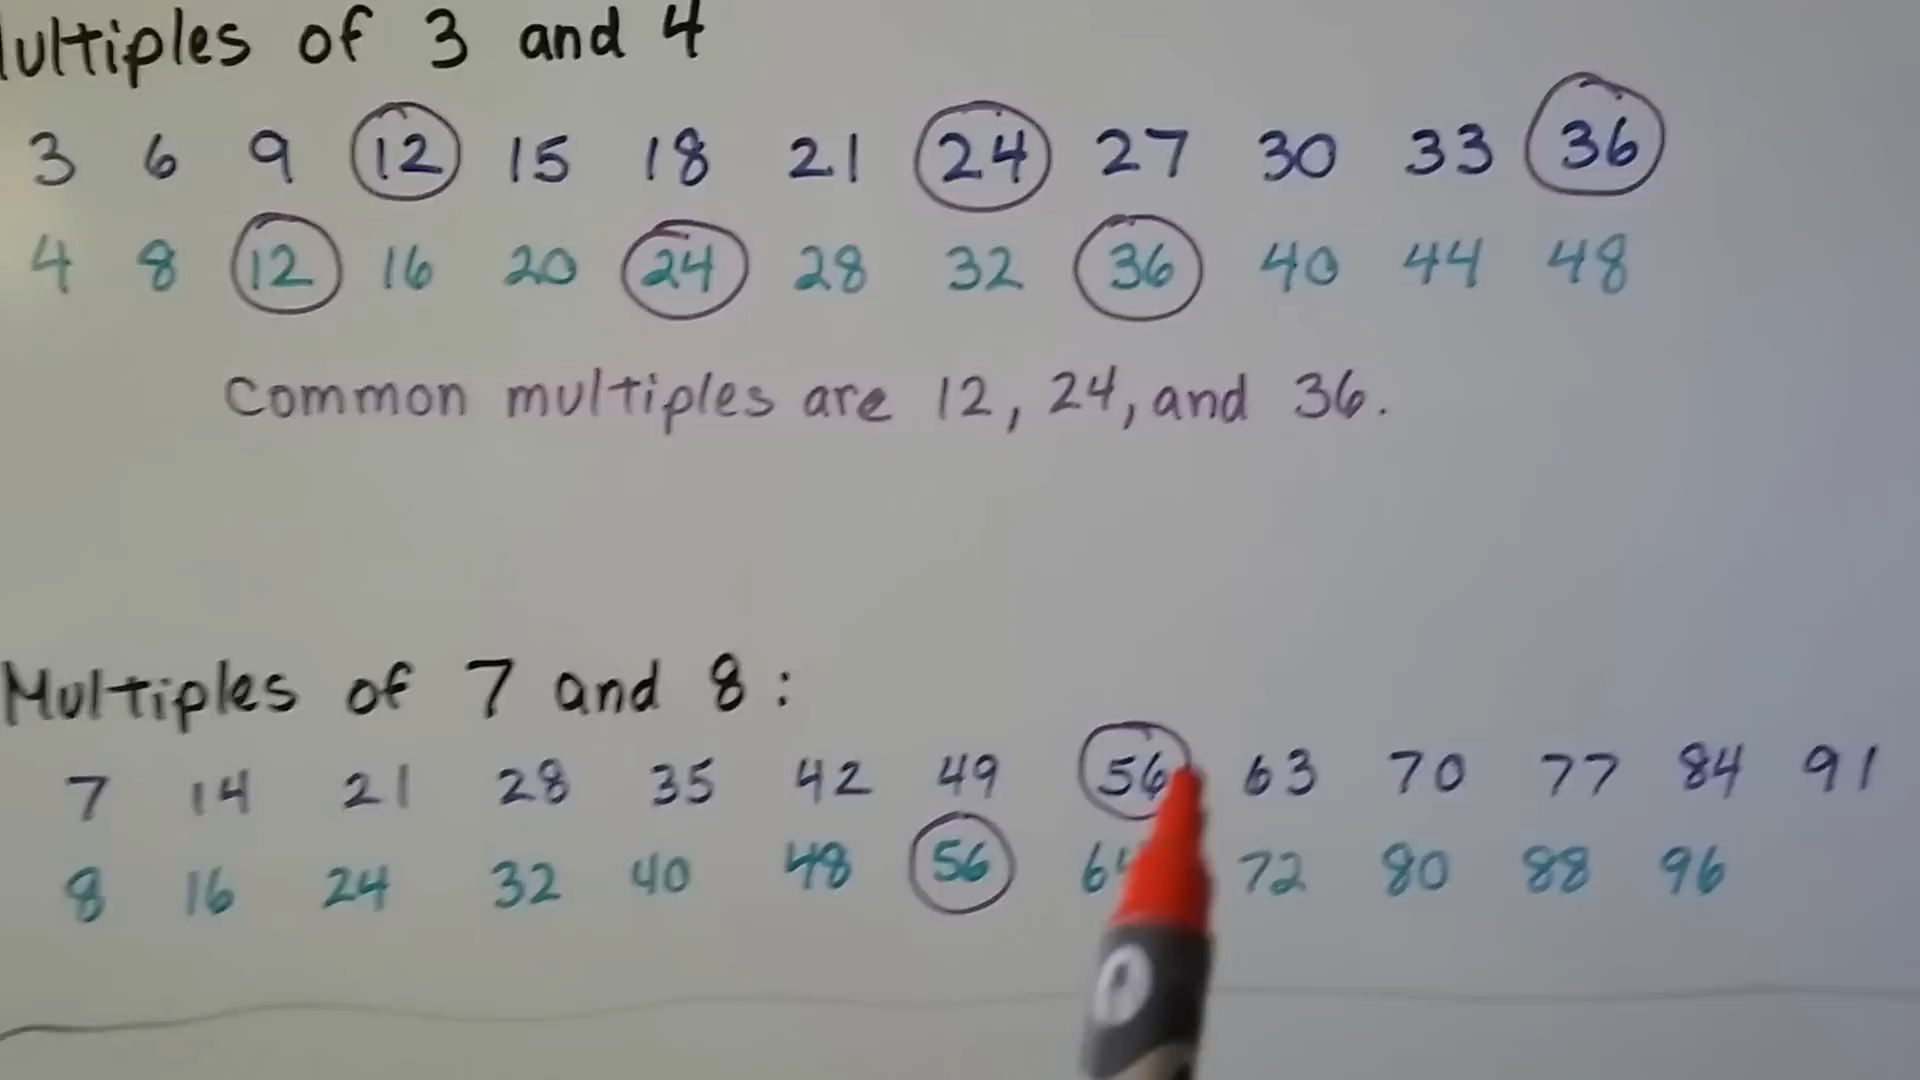 Multiples of 3 and 4
3 6 9 12 15 18 21 24 27 30 33 36
4 8 12 16 20 24 28 32 36 40 44 48
Common multiples are 12, 24, and 36.
Multiples of 7 and 8:
7 14 21 28 35 42 49 56 63 70 77 84 91
8 16 24 32 40 48 56 64 72 80 88 96